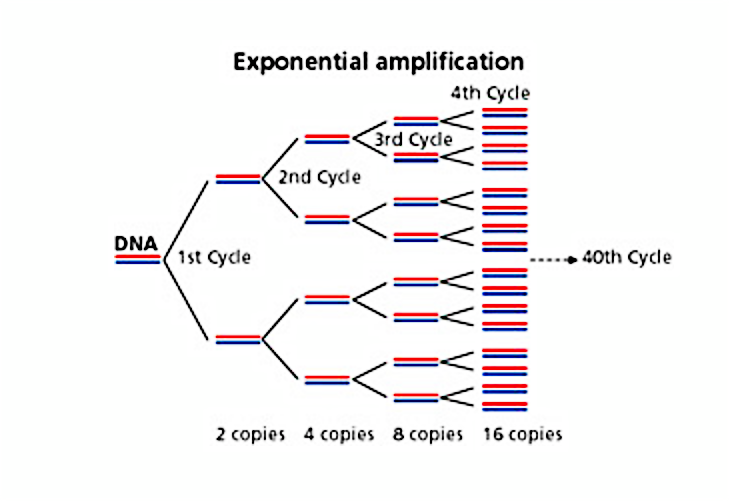 Exponential amplification
4th Cycle
3rd Cycle
2nd Cycle
DNA
1st Cycle
40th Cycle
2 copies 4 copies 8 copies 16 copies